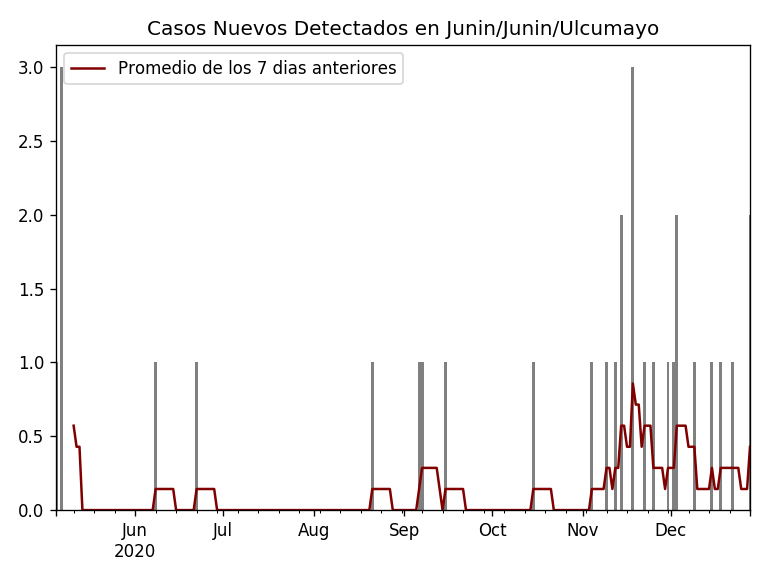 Casos Nuevos Detectados en Junin/Junin/Ulcumayo
Promedio de los 7 dias anteriores
3.0
2.5
2.0
1.5
1.0
0.5
0.0
Jun Jul Aug Sep Oct Nov Dec
2020